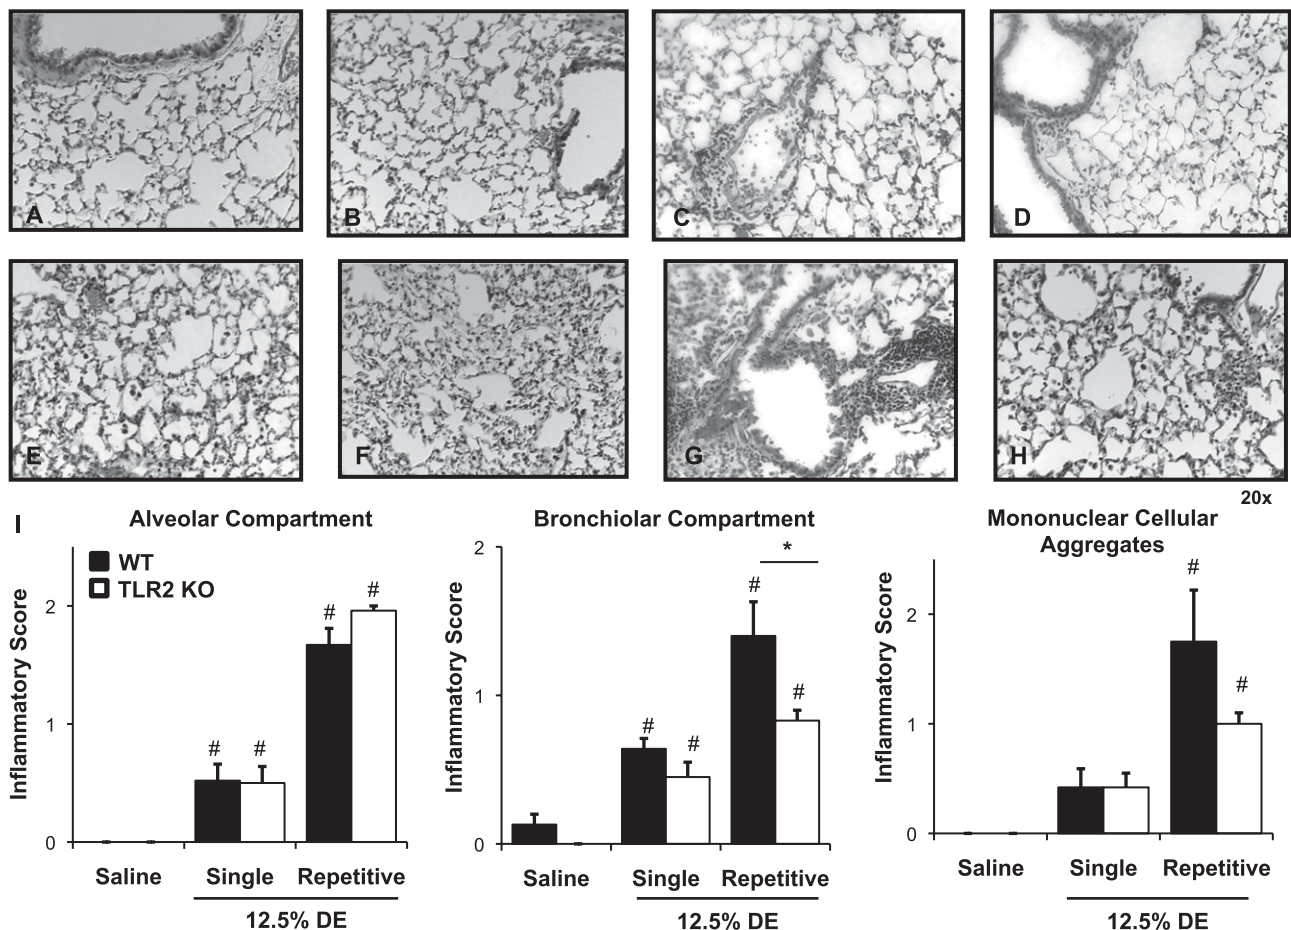 A
B
C
D
E
F
G
H
20x
I
Alveolar Compartment
Bronchiolar Compartment
Mononuclear Cellular
Aggregates
WT
TLR2 KO
Inflammatory Score
2
1
0
#
#
#
#
Saline
Single
Repetitive
12.5% DE
Inflammatory Score
2
1
0
#
#
#
#
*
Saline
Single
Repetitive
12.5% DE
Inflammatory Score
2
1
0
#
#
Saline
Single
Repetitive
12.5% DE